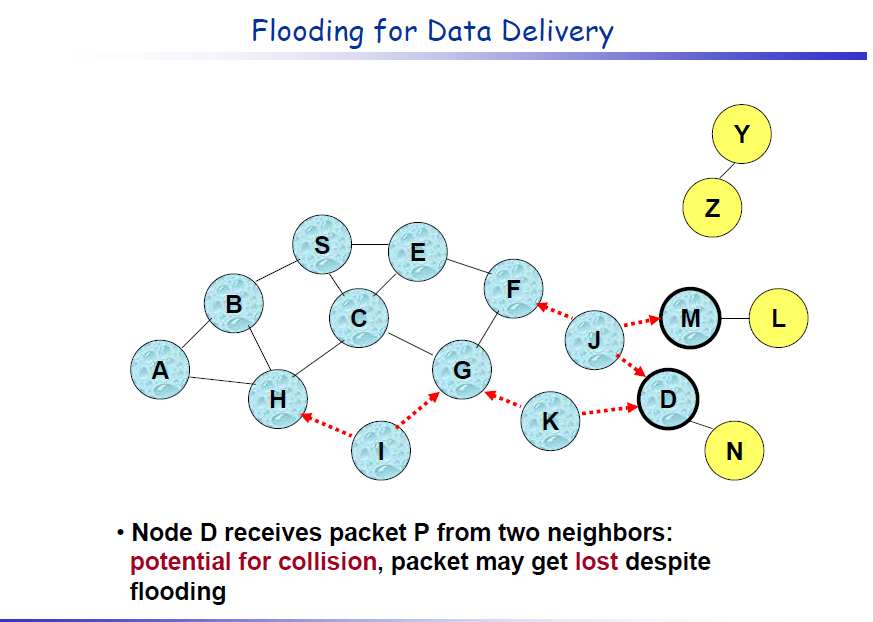 Flooding for Data Delivery
Y
Z
S
E
B
F
C
M
L
J
A
G
H
D
K
I
N
• Node D receives packet P from two neighbors:
potential for collision, packet may get lost despite
flooding